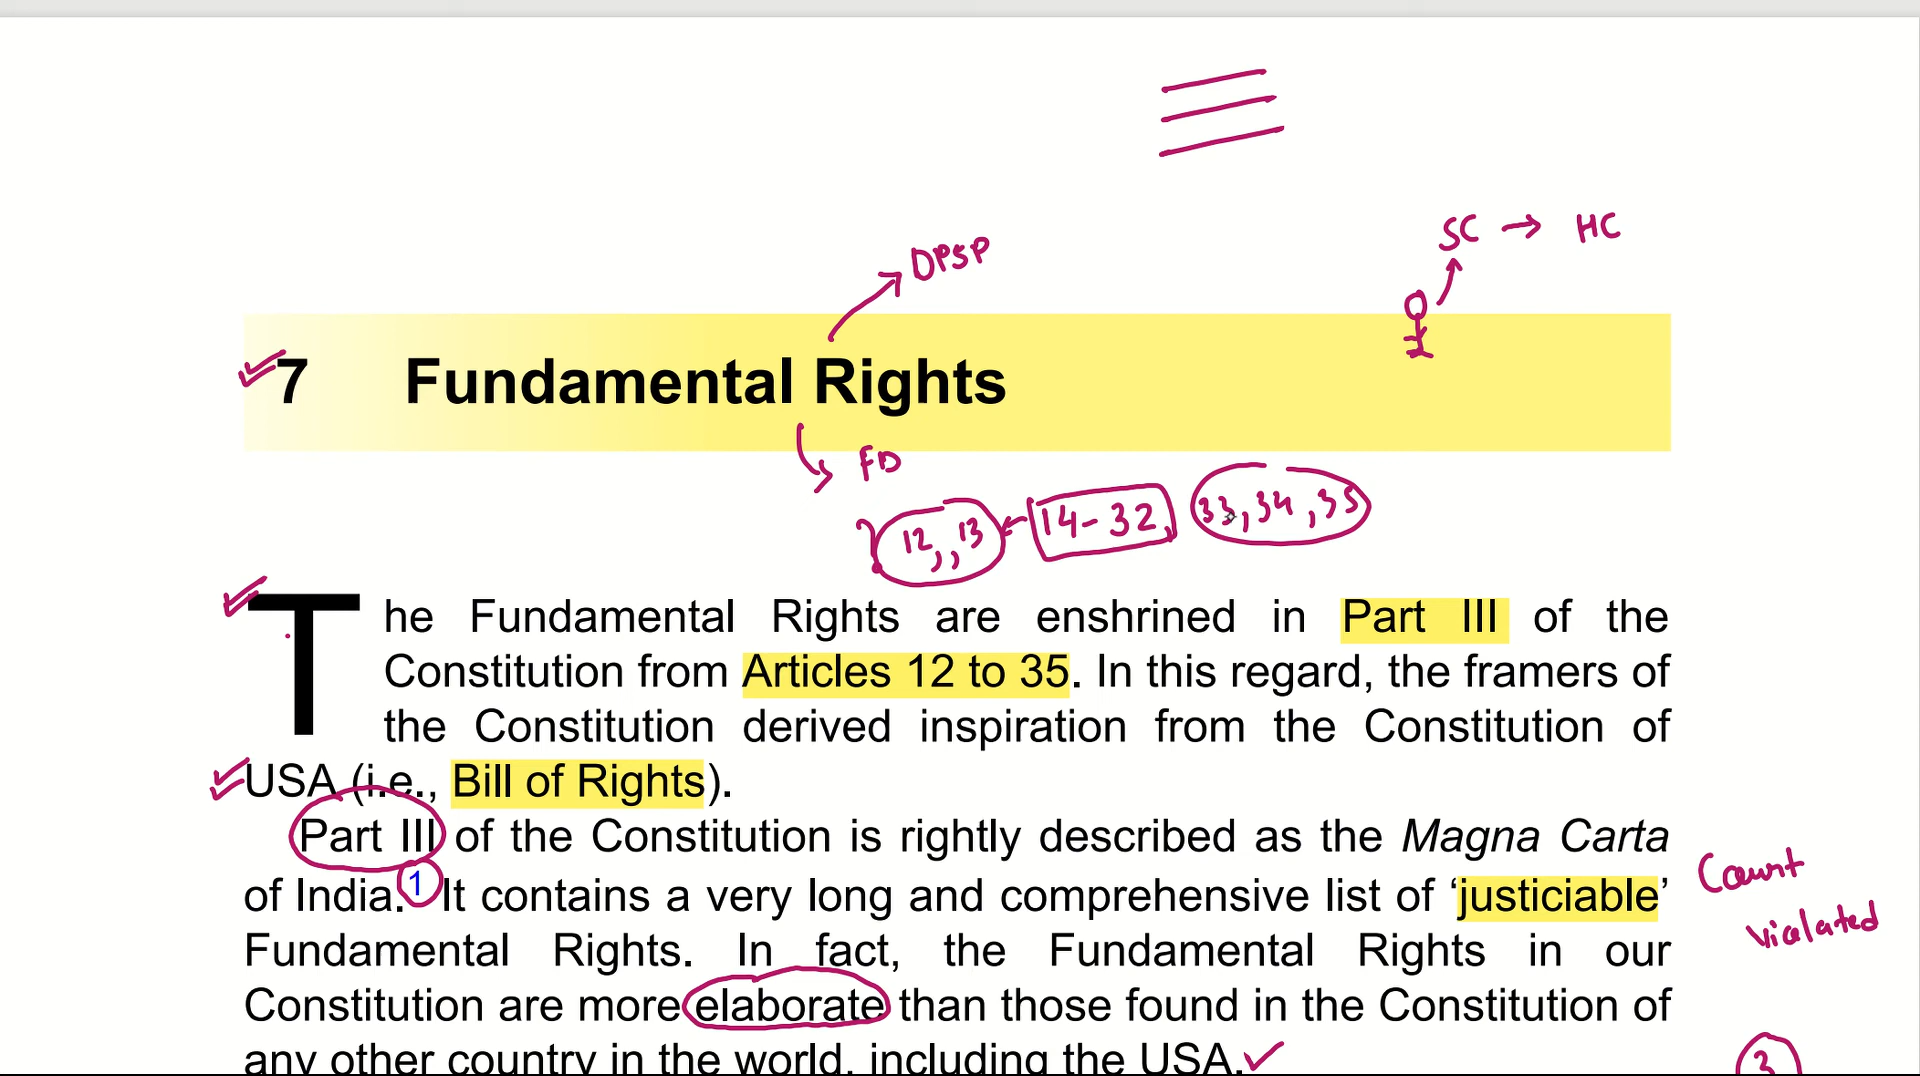 SC → HC
DPSP
7 Fundamental Rights
FD
12, 13 ← 14-32, 33, 34, 35
The Fundamental Rights are enshrined in Part III of the
Constitution from Articles 12 to 35. In this regard, the framers of
the Constitution derived inspiration from the Constitution of
USA (i.e., Bill of Rights).
Part III of the Constitution is rightly described as the Magna Carta
of India.1 It contains a very long and comprehensive list of ‘justiciable’
Court
Fundamental Rights. In fact, the Fundamental Rights in our
violated
Constitution are more elaborate than those found in the Constitution of
any other country in the world, including the USA.
3